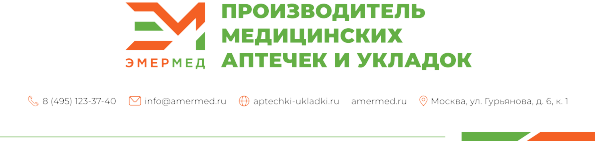 ПРОИЗВОДИТЕЛЬ
МЕДИЦИНСКИХ
АПТЕЧЕК И УКЛАДОК
ЭМЕРМЕД
8 (495) 123-37-40 info@amermed.ru aptechki-ukladki.ru amermed.ru Москва, ул. Гурьянова, д. 6, к. 1